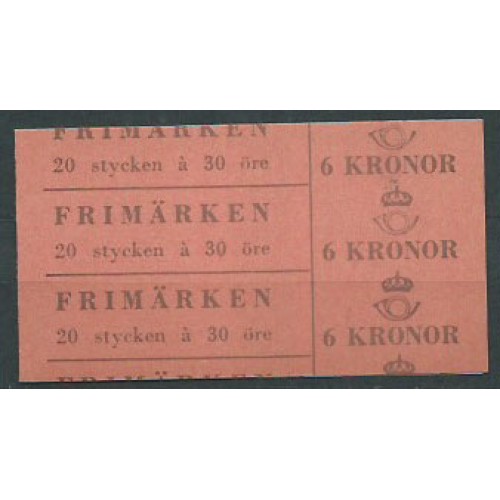 FRIMÄRKEN
20 stycken à 30 öre
6 KRONOR
FRIMÄRKEN
20 stycken à 30 öre
6 KRONOR
FRIMÄRKEN
20 stycken à 30 öre
6 KRONOR
FRIMÄRKEN